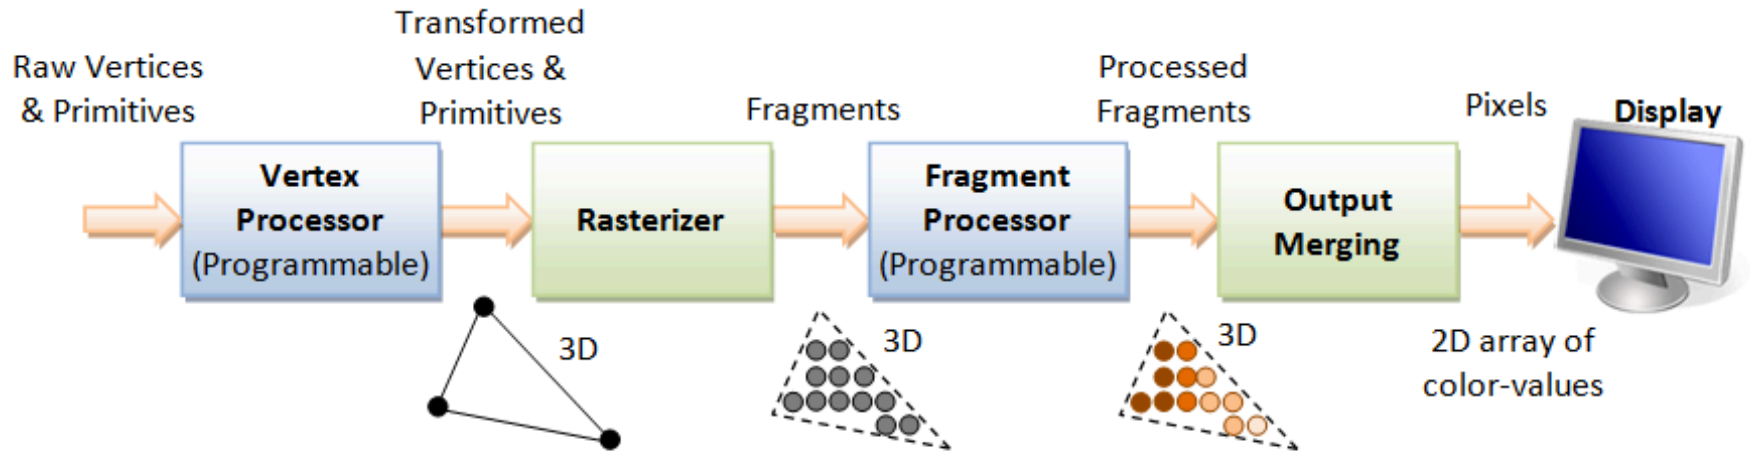 Raw Vertices
& Primitives
Transformed
Vertices &
Primitives
Fragments
Processed
Fragments
Pixels
Display
Vertex
Processor
(Programmable)
Rasterizer
Fragment
Processor
(Programmable)
Output
Merging
3D
3D
3D
2D array of
color-values